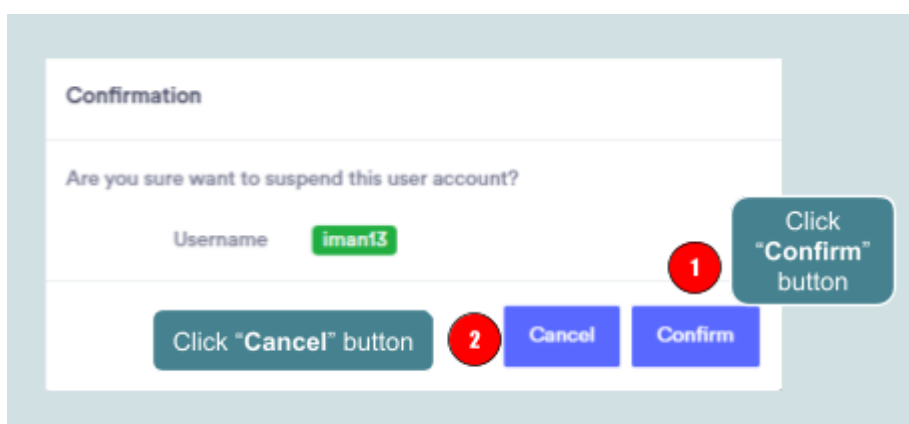 Confirmation
Are you sure want to suspend this user account?
Username iman13
Click
“Confirm”
button
1
Click “Cancel” button
2
Cancel
Confirm